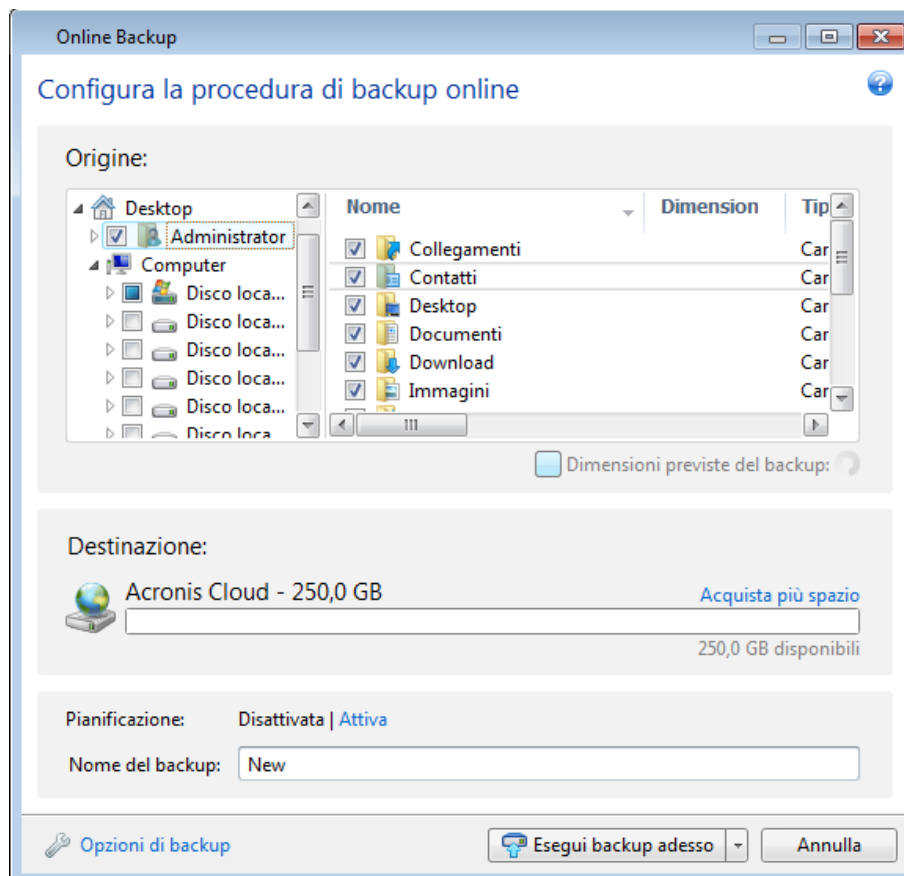 Online Backup
Configura la procedura di backup online
Origine:
Desktop
Administrator
Computer
Disco loca...
Disco loca...
Disco loca...
Disco loca...
Disco loca...
Disco loca
Nome Dimension Tip
Collegamenti Car
Contatti Car
Desktop Car
Documenti Car
Download Car
Immagini Car
Dimensioni previste del backup:
Destinazione:
Acronis Cloud - 250,0 GB
Acquista più spazio
250,0 GB disponibili
Pianificazione: Disattivata | Attiva
Nome del backup: New
Opzioni di backup
Esegui backup adesso
Annulla